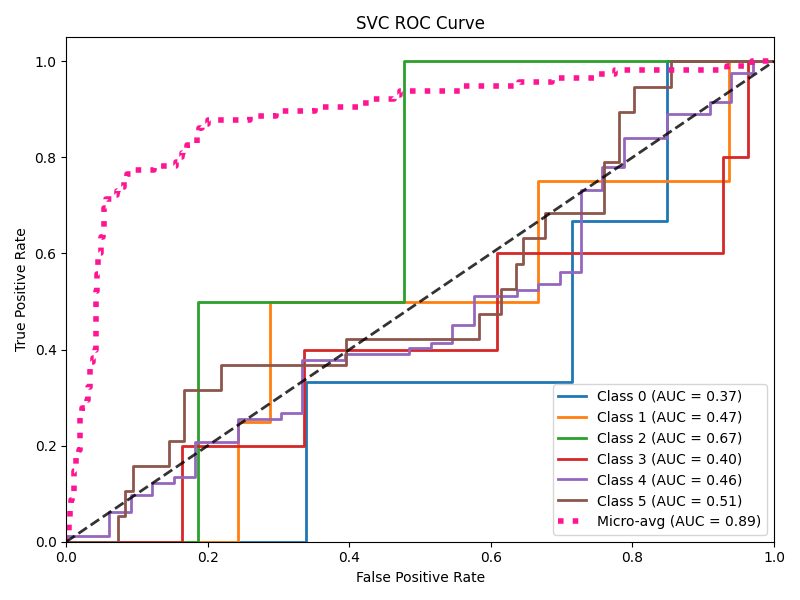 SVC ROC Curve
True Positive Rate
1.0
0.8
0.6
0.4
0.2
0.0
0.0 0.2 0.4 0.6 0.8 1.0
False Positive Rate
Class 0 (AUC = 0.37)
Class 1 (AUC = 0.47)
Class 2 (AUC = 0.67)
Class 3 (AUC = 0.40)
Class 4 (AUC = 0.46)
Class 5 (AUC = 0.51)
Micro-avg (AUC = 0.89)